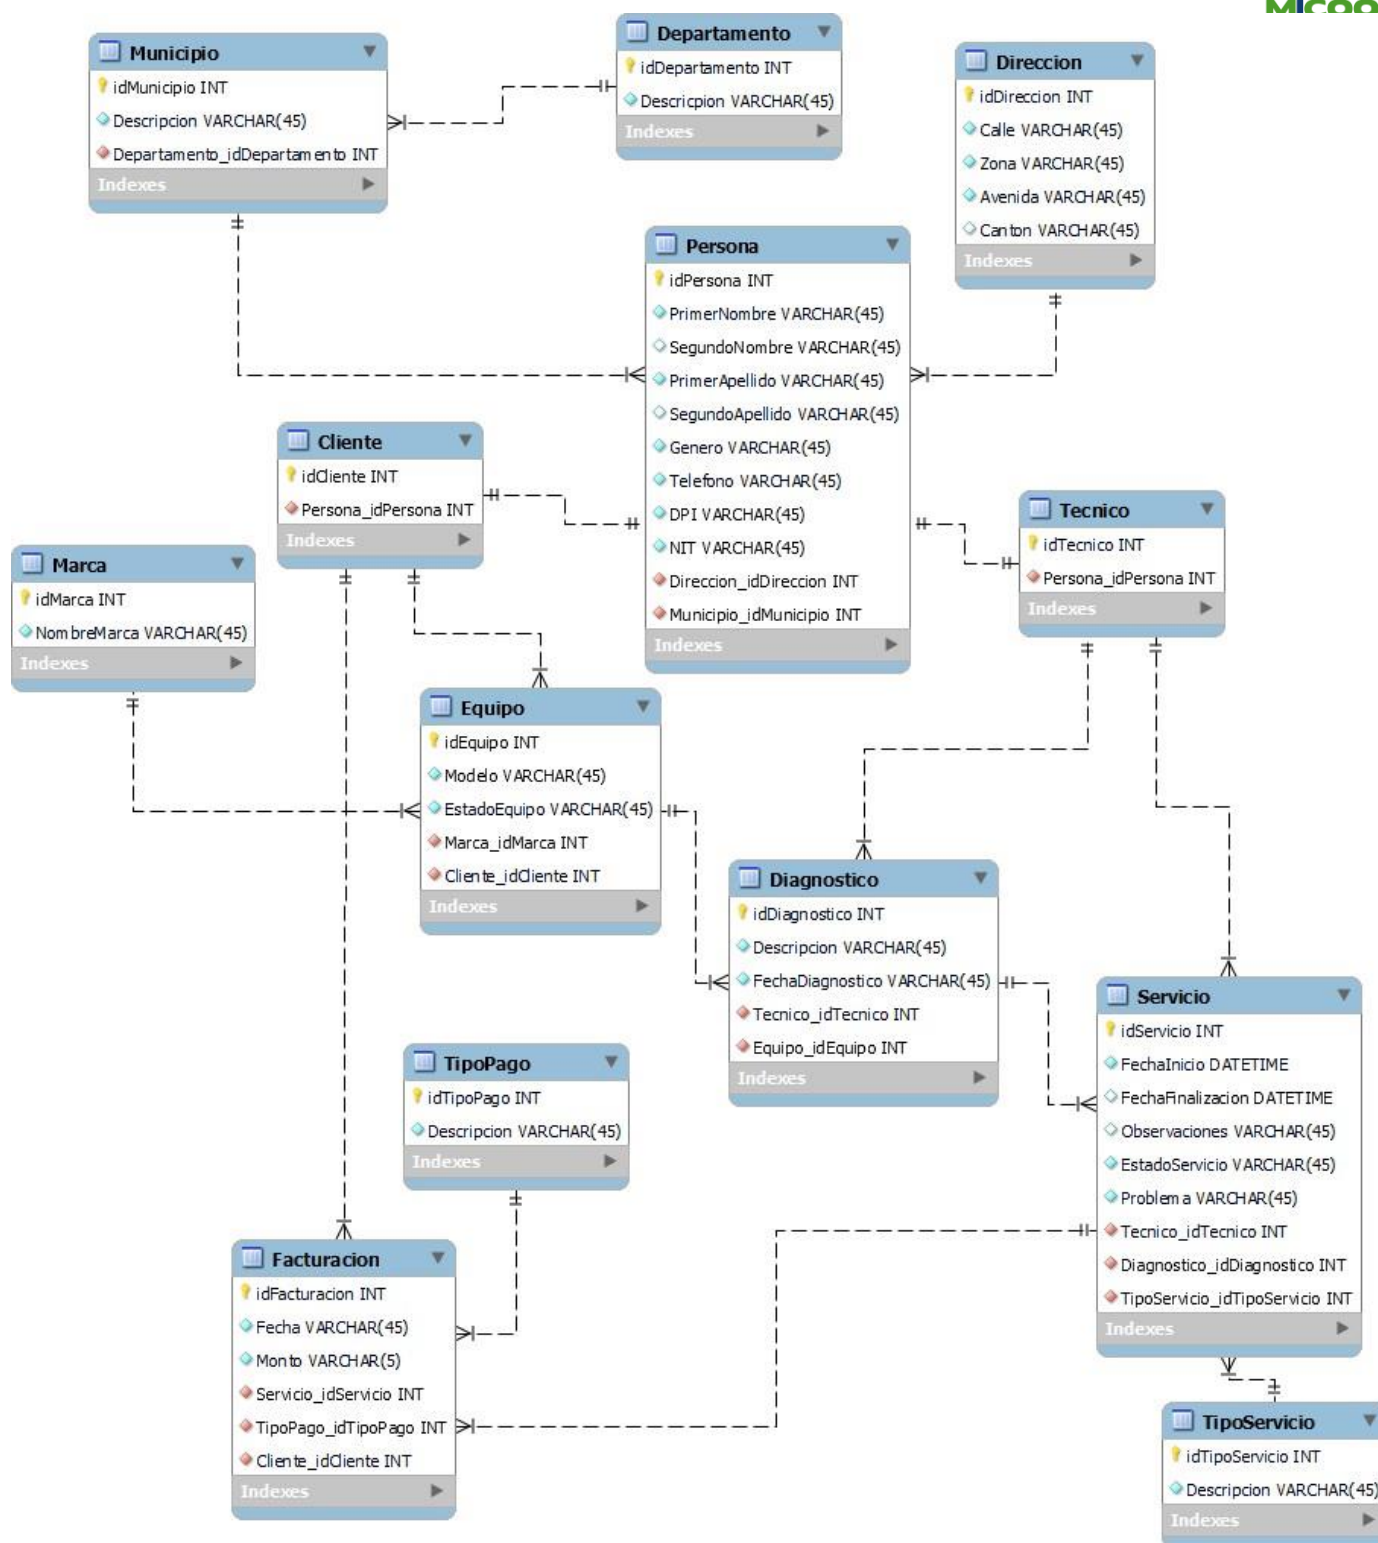 Municipio
idMunicipio INT
Descripcion VARCHAR(45)
Departamento_idDepartamento INT
Indexes
Departamento
idDepartamento INT
Descricpion VARCHAR(45)
Indexes
Direccion
idDireccion INT
Calle VARCHAR(45)
Zona VARCHAR(45)
Avenida VARCHAR(45)
Canton VARCHAR(45)
Indexes
Persona
idPersona INT
PrimerNombre VARCHAR(45)
SegundoNombre VARCHAR(45)
PrimerApellido VARCHAR(45)
SegundoApellido VARCHAR(45)
Genero VARCHAR(45)
Telefono VARCHAR(45)
DPI VARCHAR(45)
NIT VARCHAR(45)
Direccion_idDireccion INT
Municipio_idMunicipio INT
Indexes
Cliente
idCliente INT
Persona_idPersona INT
Indexes
Tecnico
idTecnico INT
Persona_idPersona INT
Indexes
Marca
idMarca INT
NombreMarca VARCHAR(45)
Indexes
Equipo
idEquipo INT
Modelo VARCHAR(45)
EstadoEquipo VARCHAR(45)
Marca_idMarca INT
Cliente_idCliente INT
Indexes
Diagnostico
idDiagnostico INT
Descripcion VARCHAR(45)
FechaDiagnostico VARCHAR(45)
Tecnico_idTecnico INT
Equipo_idEquipo INT
Indexes
Servicio
idServicio INT
FechaInicio DATETIME
FechaFinalizacion DATETIME
Observaciones VARCHAR(45)
EstadoServicio VARCHAR(45)
Problema VARCHAR(45)
Tecnico_idTecnico INT
Diagnostico_idDiagnostico INT
TipoServicio_idTipoServicio INT
Indexes
TipoPago
idTipoPago INT
Descripcion VARCHAR(45)
Indexes
Facturacion
idFacturacion INT
Fecha VARCHAR(45)
Monto VARCHAR(5)
Servicio_idServicio INT
TipoPago_idTipoPago INT
Cliente_idCliente INT
Indexes
TipoServicio
idTipoServicio INT
Descripcion VARCHAR(45)
Indexes